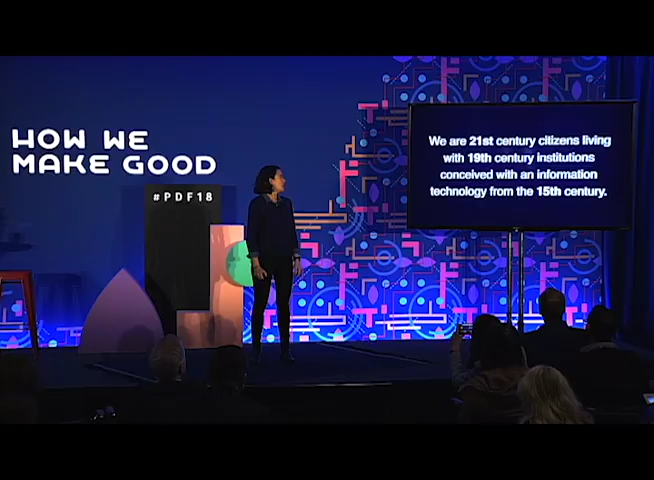 HOW WE
MAKE GOOD
#PDF18
We are 21st century citizens living
with 19th century institutions
conceived with an information
technology from the 15th century.